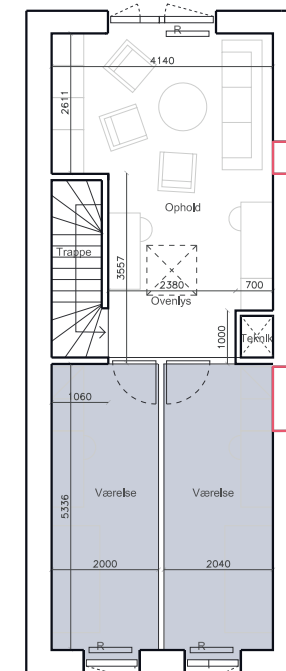 R
4140
2611
Ophold
Trappe
3557
2380
700
Ovenlys
1000
Teknik
1060
Værelse
Værelse
5336
2000
2040
R
R